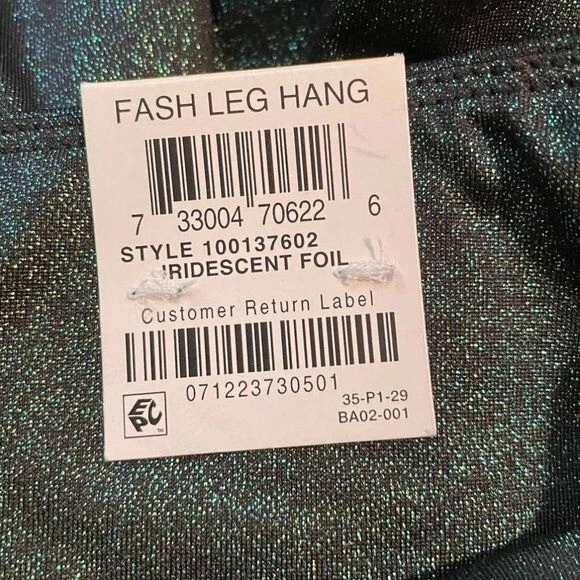 FASH LEG HANG
7 33004 70622 6
STYLE 100137602
IRIDESCENT FOIL
Customer Return Label
071223730501
35-P1-29
EPC BA02-001